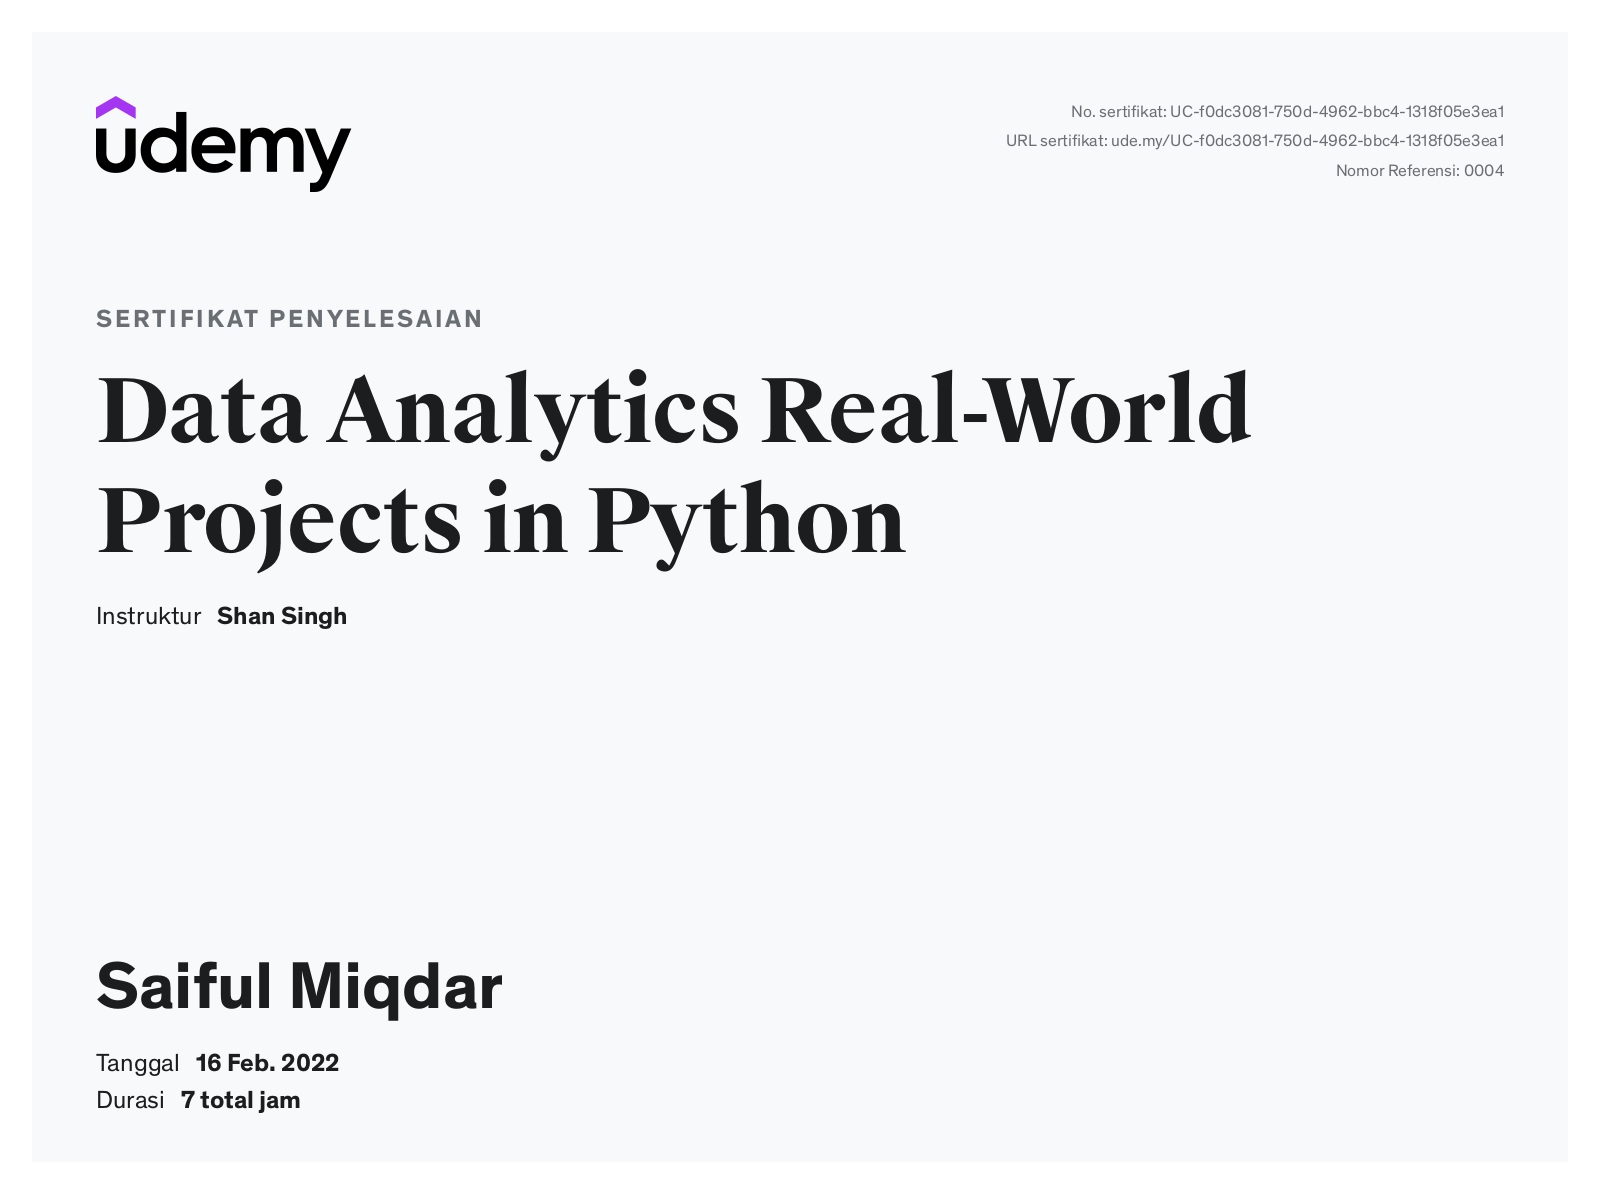 udemy
No. sertifikat: UC-f0dc3081-750d-4962-bbc4-1318f05e3ea1
URL sertifikat: ude.my/UC-f0dc3081-750d-4962-bbc4-1318f05e3ea1
Nomor Referensi: 0004
SERTIFIKAT PENYELESAIAN
Data Analytics Real-World
Projects in Python
Instruktur Shan Singh
Saiful Miqdar
Tanggal 16 Feb. 2022
Durasi 7 total jam